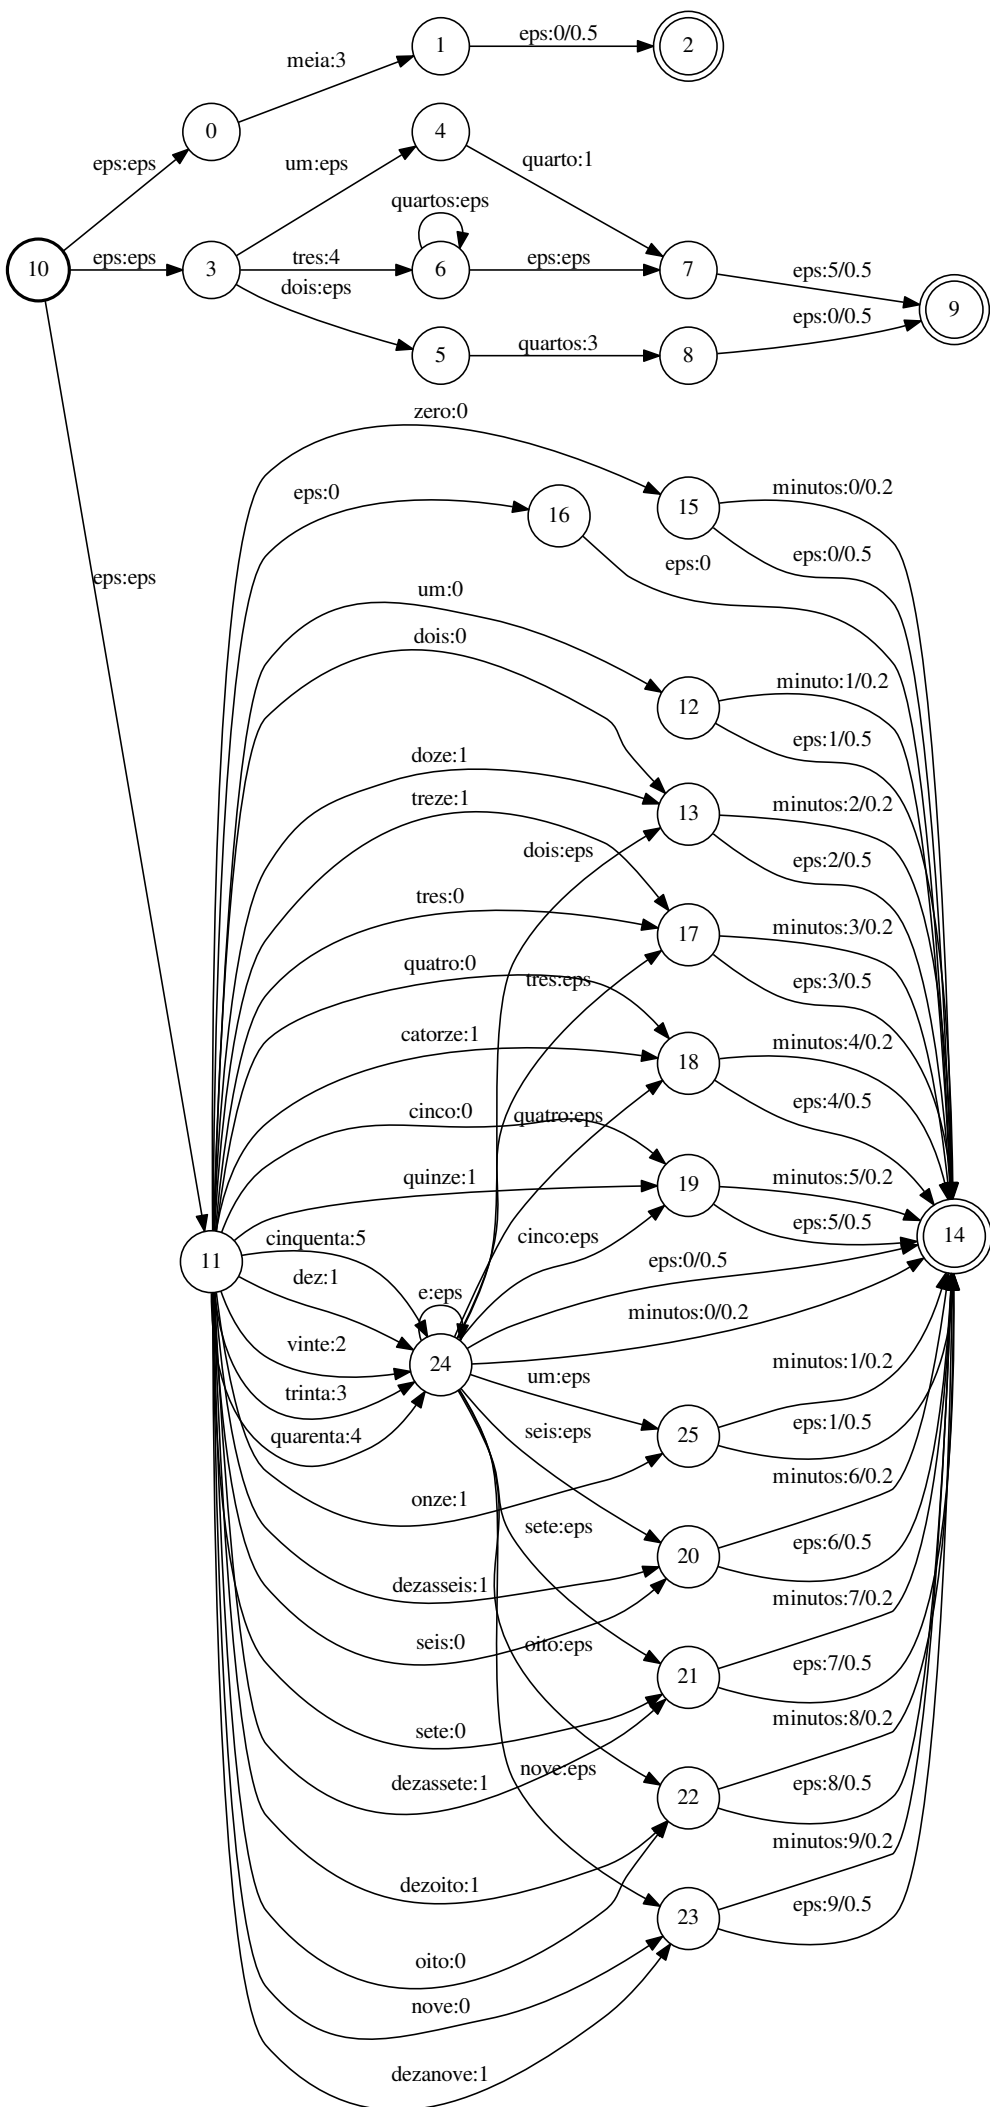 eps:0/0.5
1
2
meia:3
0
4
eps:eps
um:eps
quarto:1
quartos:eps
10
eps:eps
3
tres:4
6
eps:eps
7
eps:5/0.5
dois:eps
9
eps:0/0.5
5
quartos:3
8
zero:0
eps:0
minutos:0/0.2
16
15
eps:0/0.5
eps:0
eps:eps
um:0
dois:0
minuto:1/0.2
12
eps:1/0.5
doze:1
treze:1
minutos:2/0.2
13
dois:eps
eps:2/0.5
tres:0
minutos:3/0.2
17
quatro:0
tres:eps
eps:3/0.5
catorze:1
minutos:4/0.2
18
cinco:0
quatro:eps
eps:4/0.5
quinze:1
minutos:5/0.2
19
eps:5/0.5
cinquenta:5
cinco:eps
14
11
dez:1
eps:0/0.5
e:eps
minutos:0/0.2
vinte:2
24
minutos:1/0.2
trinta:3
um:eps
quarenta:4
seis:eps
25
eps:1/0.5
minutos:6/0.2
onze:1
sete:eps
eps:6/0.5
20
dezasseis:1
minutos:7/0.2
seis:0
oito:eps
eps:7/0.5
21
sete:0
minutos:8/0.2
dezassete:1
nove:eps
eps:8/0.5
22
minutos:9/0.2
dezoito:1
eps:9/0.5
23
oito:0
nove:0
dezanove:1